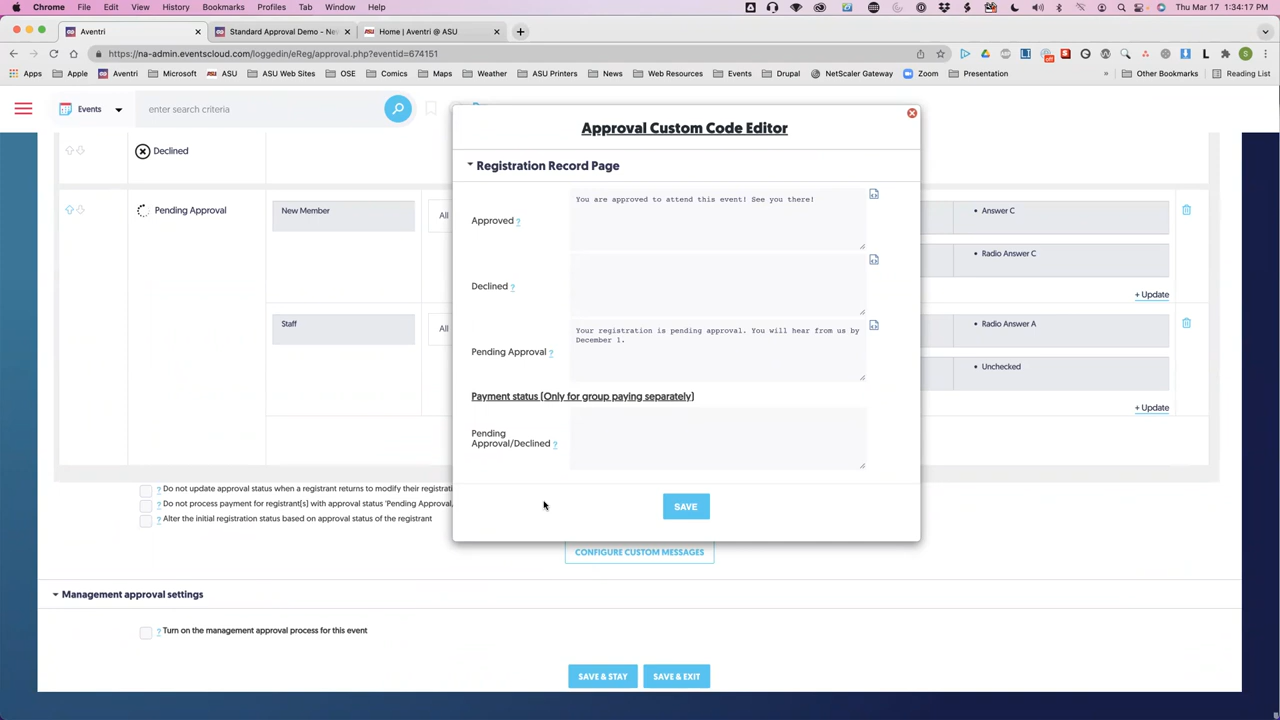 Chrome File Edit View History Bookmarks Profiles Tab Window Help Thu Mar 17 1:34:17 PM
Aventri Standard Approval Demo - Ne Home | Aventri @ ASU
https://na-admin.eventscloud.com/loggedin/eReg/approval.php?eventid=674151
Apps Apple Aventri Microsoft ASU ASU Web Sites OSE Comics Maps Weather ASU Printers News Web Resources Events Drupal NetScaler Gateway Zoom Presentation » Other Bookmarks Reading List
Events enter search criteria
Approval Custom Code Editor
Registration Record Page
Declined
Pending Approval New Member All Answer C
Radio Answer C
+ Update
Staff All Radio Answer A
Unchecked
+ Update
Approved ?
You are approved to attend this event! See you there!
Declined ?
Pending Approval ?
Your registration is pending approval. You will hear from us by
December 1.
Payment status (Only for group paying separately)
Pending
Approval/Declined ?
SAVE
? Do not update approval status when a registrant returns to modify their registrati
? Do not process payment for registrant(s) with approval status 'Pending Approval,
? Alter the initial registration status based on approval status of the registrant
CONFIGURE CUSTOM MESSAGES
Management approval settings
? Turn on the management approval process for this event
SAVE & STAY SAVE & EXIT